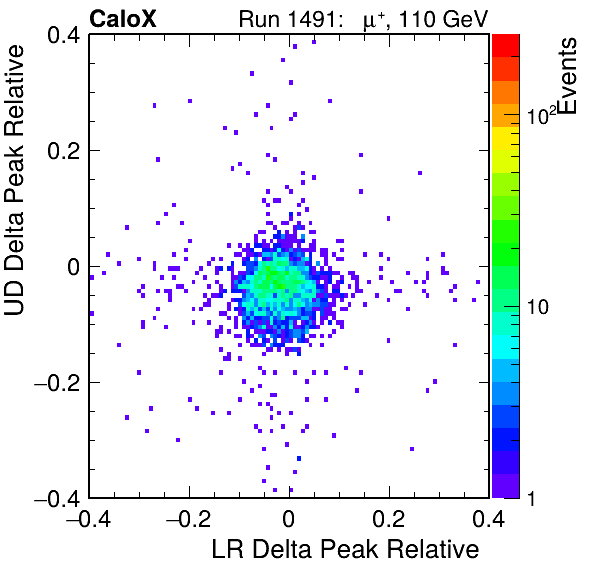 CaloX Run 1491: μ⁺, 110 GeV
0.4
0.2
0
−0.2
−0.4
−0.4 −0.2 0 0.2 0.4
LR Delta Peak Relative
UD Delta Peak Relative
10²
10
1
Events